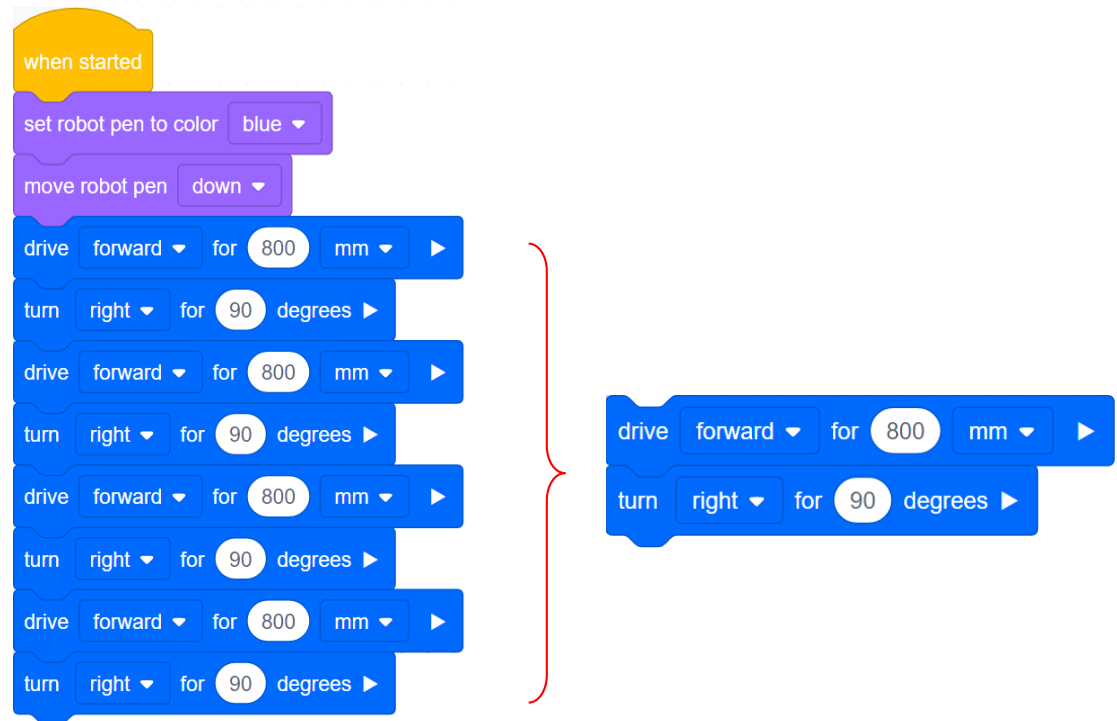 when started
set robot pen to color blue
move robot pen down
drive forward for 800 mm
turn right for 90 degrees
drive forward for 800 mm
turn right for 90 degrees
drive forward for 800 mm
turn right for 90 degrees
drive forward for 800 mm
turn right for 90 degrees
drive forward for 800 mm
turn right for 90 degrees